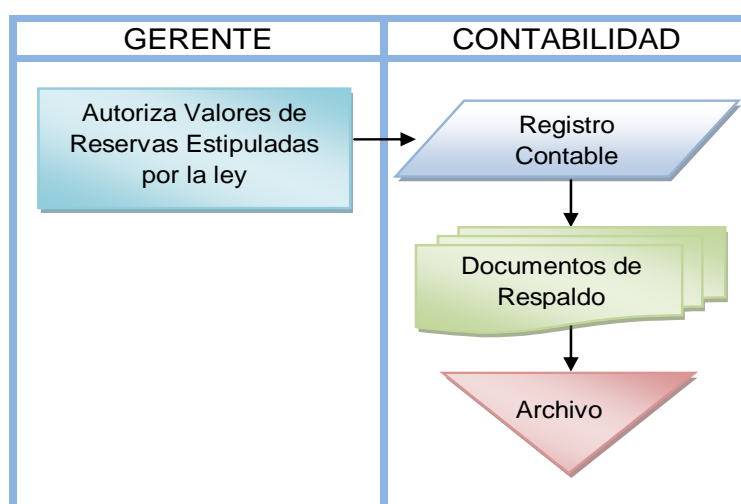 GERENTE
CONTABILIDAD
Autoriza Valores de
Reservas Estipuladas
por la ley
Registro
Contable
Documentos de
Respaldo
Archivo